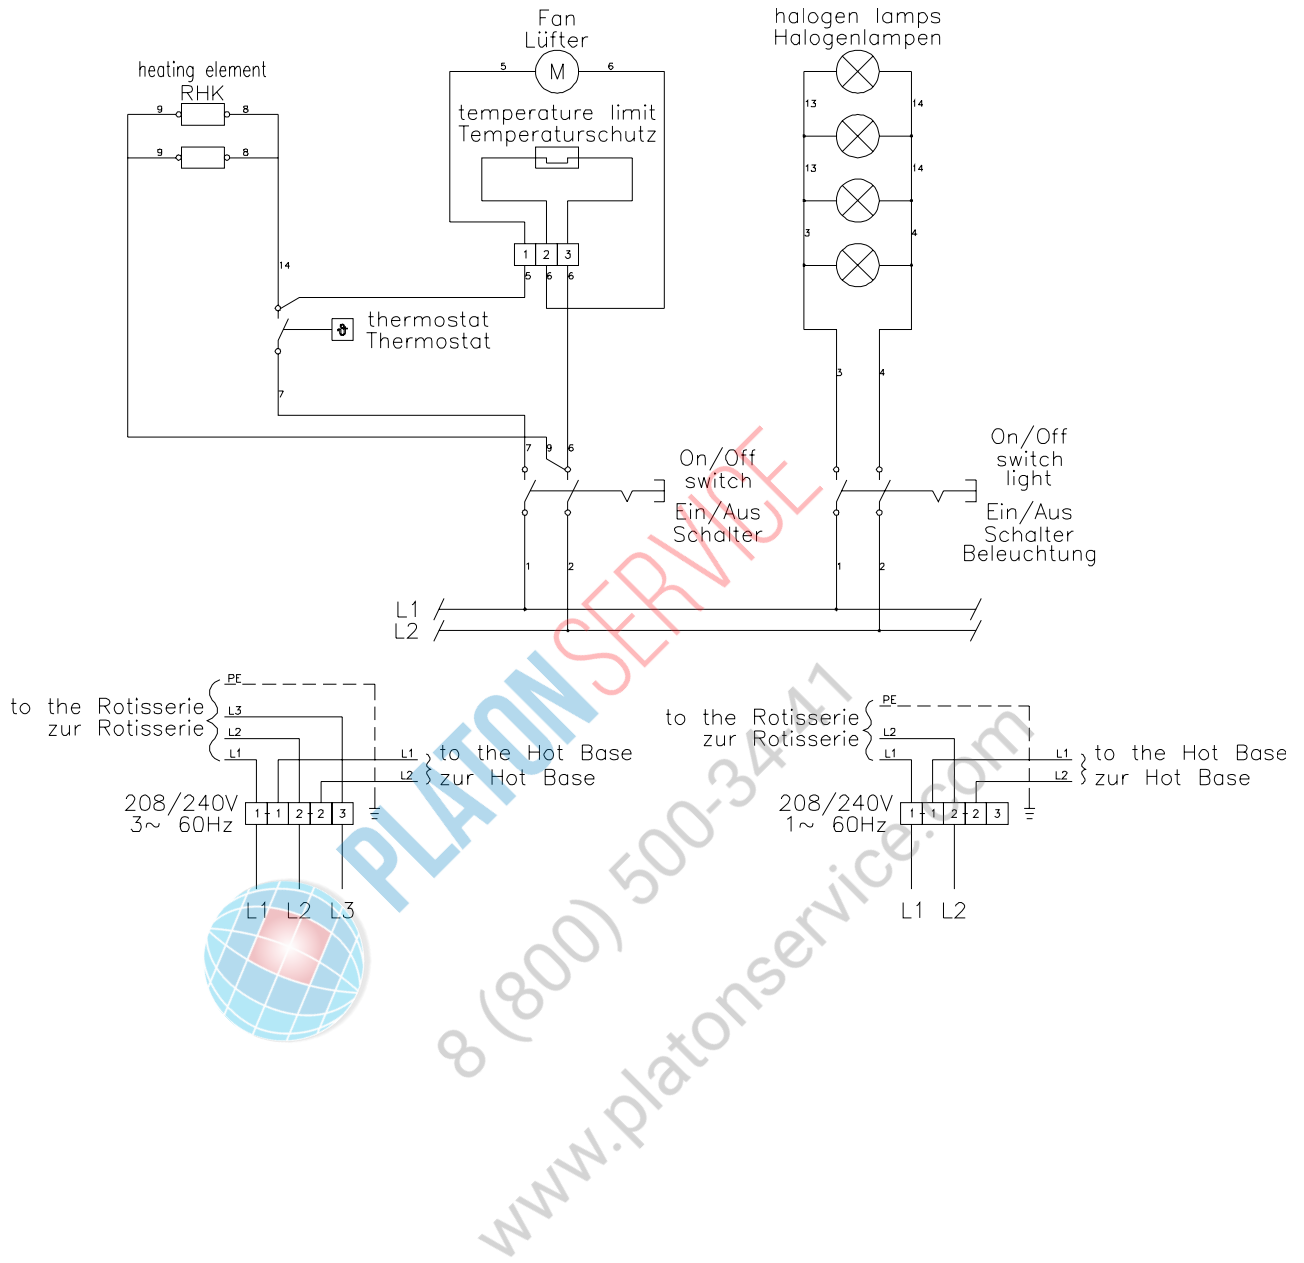 Fan
Lüfter
halogen lamps
Halogenlampen
heating element
RHK
5 M 6
9 8
9 8
temperature limit
Temperaturschutz
13 14
13 14
3 4
1 2 3
5 6 6
14
thermostat
Thermostat
7
3 4
7 9 6
On/Off
switch
Ein/Aus
Schalter
On/Off
switch
light
Ein/Aus
Schalter
Beleuchtung
1 2
1 2
L1
L2
PE
to the Rotisserie
zur Rotisserie
L3
L2
L1
L1
L2
to the Hot Base
zur Hot Base
208/240V
3~ 60Hz
1 1 2 2 3
L1 L2 L3
PE
to the Rotisserie
zur Rotisserie
L2
L1
L1
L2
to the Hot Base
zur Hot Base
208/240V
1~ 60Hz
1 1 2 2 3
L1 L2
PLATONSERVICE
8 (800) 500-34-41
www.platonservice.com